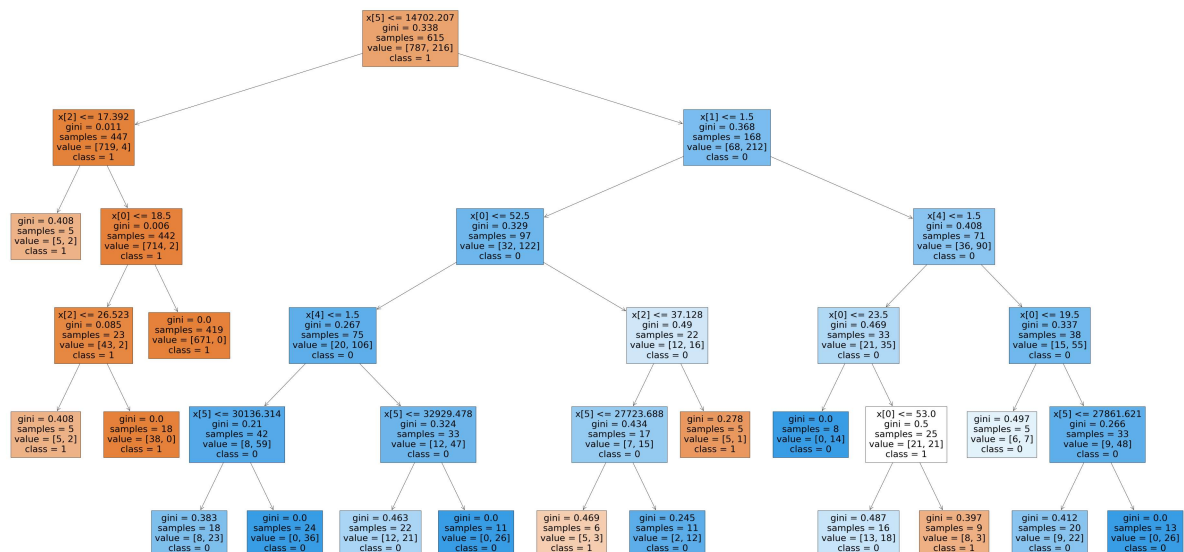 x[5] <= 14702.207
gini = 0.338
samples = 615
value = [787, 216]
class = 1
x[2] <= 17.392
gini = 0.011
samples = 447
value = [719, 4]
class = 1
x[1] <= 1.5
gini = 0.368
samples = 168
value = [68, 212]
class = 0
gini = 0.408
samples = 5
value = [5, 2]
class = 1
x[0] <= 18.5
gini = 0.006
samples = 442
value = [714, 2]
class = 1
x[0] <= 52.5
gini = 0.329
samples = 97
value = [32, 122]
class = 0
x[4] <= 1.5
gini = 0.408
samples = 71
value = [36, 90]
class = 0
x[2] <= 26.523
gini = 0.085
samples = 23
value = [43, 2]
class = 1
gini = 0.0
samples = 419
value = [671, 0]
class = 1
x[4] <= 1.5
gini = 0.267
samples = 75
value = [20, 106]
class = 0
x[2] <= 37.128
gini = 0.49
samples = 22
value = [12, 16]
class = 0
x[0] <= 23.5
gini = 0.469
samples = 33
value = [21, 35]
class = 0
x[0] <= 19.5
gini = 0.337
samples = 38
value = [15, 55]
class = 0
gini = 0.408
samples = 5
value = [5, 2]
class = 1
gini = 0.0
samples = 18
value = [38, 0]
class = 1
x[5] <= 30136.314
gini = 0.21
samples = 42
value = [8, 59]
class = 0
x[5] <= 32929.478
gini = 0.324
samples = 33
value = [12, 47]
class = 0
x[5] <= 27723.688
gini = 0.434
samples = 17
value = [7, 15]
class = 0
gini = 0.278
samples = 5
value = [5, 1]
class = 1
gini = 0.0
samples = 8
value = [0, 14]
class = 0
x[0] <= 53.0
gini = 0.5
samples = 25
value = [21, 21]
class = 1
gini = 0.497
samples = 5
value = [6, 7]
class = 0
x[5] <= 27861.621
gini = 0.266
samples = 33
value = [9, 48]
class = 0
gini = 0.383
samples = 18
value = [8, 23]
class = 0
gini = 0.0
samples = 24
value = [0, 36]
class = 0
gini = 0.463
samples = 22
value = [12, 21]
class = 0
gini = 0.0
samples = 11
value = [0, 26]
class = 0
gini = 0.469
samples = 6
value = [5, 3]
class = 1
gini = 0.245
samples = 11
value = [2, 12]
class = 0
gini = 0.487
samples = 16
value = [13, 18]
class = 0
gini = 0.397
samples = 9
value = [8, 3]
class = 1
gini = 0.412
samples = 20
value = [9, 22]
class = 0
gini = 0.0
samples = 13
value = [0, 26]
class = 0